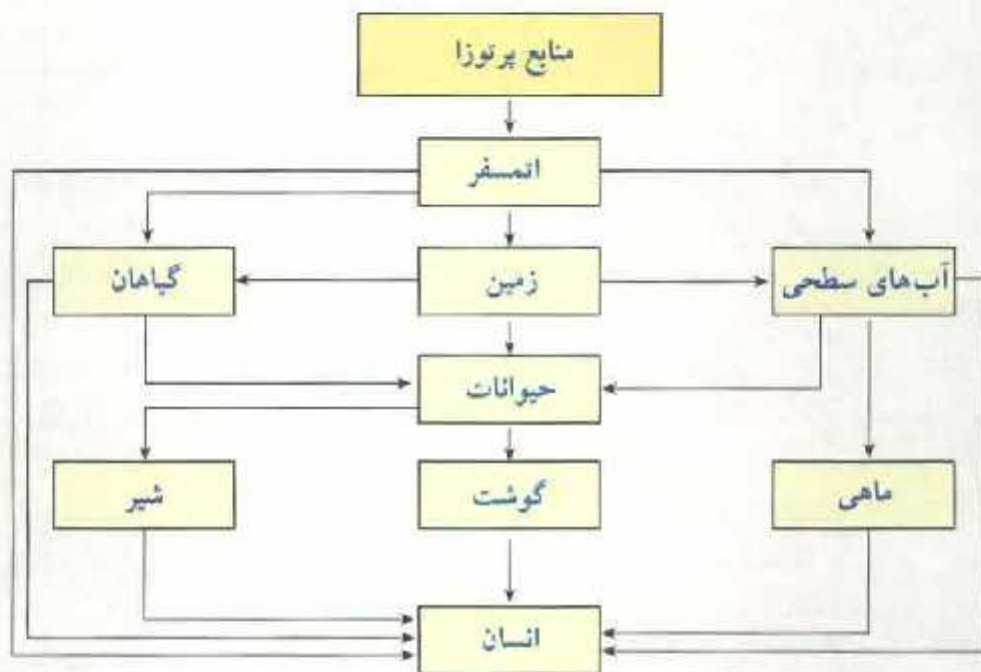 منابع پرتوزا
اتمسفر
آب‌های سطحی
زمین
گیاهان
حیوانات
ماهی
گوشت
شیر
انسان